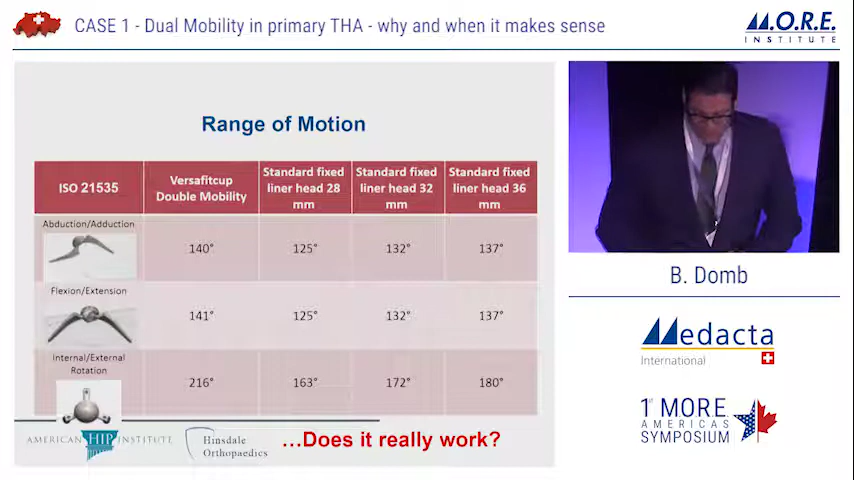 CASE 1 - Dual Mobility in primary THA - why and when it makes sense
M.O.R.E.
INSTITUTE
Range of Motion
ISO 21535
Versafitcup
Double Mobility
Standard fixed
liner head 28
mm
Standard fixed
liner head 32
mm
Standard fixed
liner head 36
mm
Abduction/Adduction
140°
125°
132°
137°
Flexion/Extension
141°
125°
132°
137°
Internal/External
Rotation
216°
163°
172°
180°
AMERICAN HIP INSTITUTE
Hinsdale
Orthopaedics
...Does it really work?
B. Domb
Medacta
International
1st MORE
AMERICAS
SYMPOSIUM